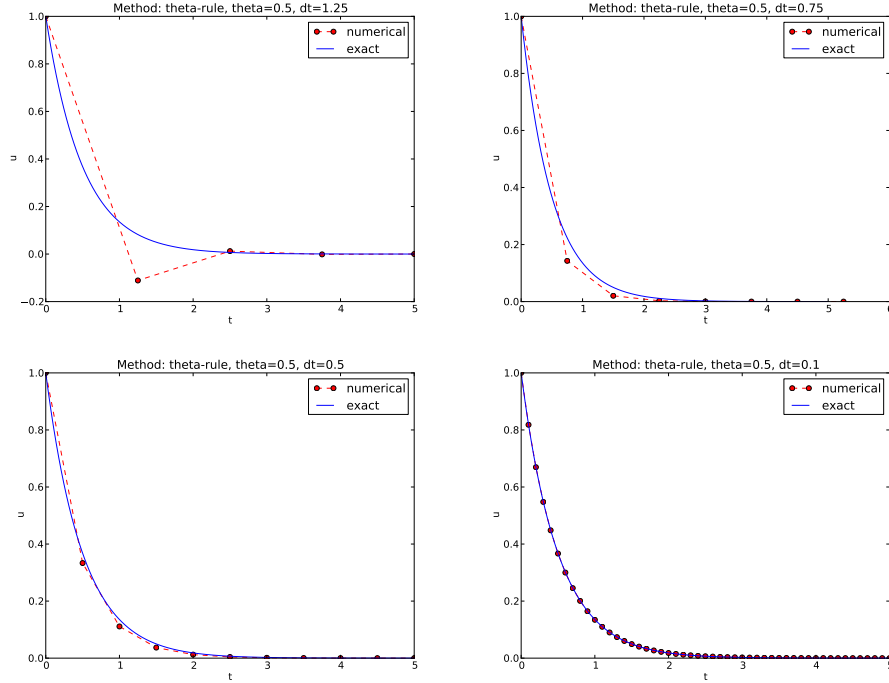 Method: theta-rule, theta=0.5, dt=1.25
numerical
exact
1.0
0.8
0.6
0.4
0.2
0.0
−0.2
u
0 1 2 3 4 5
t
Method: theta-rule, theta=0.5, dt=0.75
numerical
exact
1.0
0.8
0.6
0.4
0.2
0.0
u
0 1 2 3 4 5 6
t
Method: theta-rule, theta=0.5, dt=0.5
numerical
exact
1.0
0.8
0.6
0.4
0.2
0.0
u
0 1 2 3 4 5
t
Method: theta-rule, theta=0.5, dt=0.1
numerical
exact
1.0
0.8
0.6
0.4
0.2
0.0
u
0 1 2 3 4 5
t